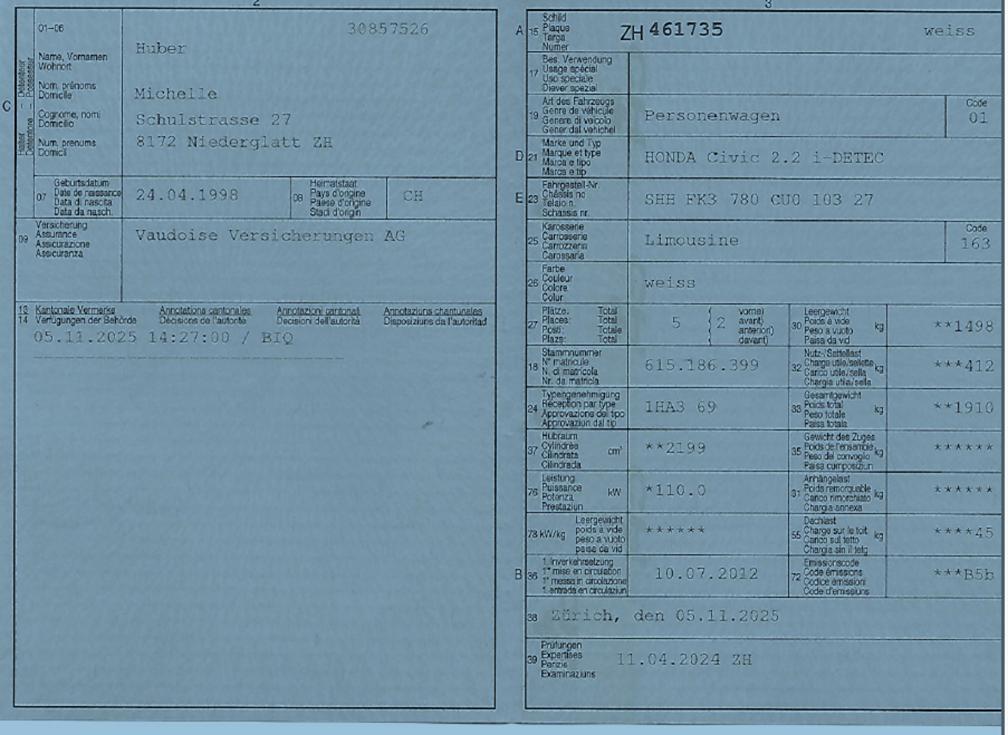 2
3
01-06
30857526
Huber
Name, Vornamen
Wohnort
Nom, prénoms
Domicile
Michelle
Cognome, nomi
Domicilio
Schulstrasse 27
Num, prenums
Domicil
8172 Niederglatt ZH
C
07
Geburtsdatum
Date de naissance
Data di nascita
Data da nasch.
24.04.1998
08
Heimatstaat
Pays d'origine
Paese d'origine
Stadi d'origin
CH
09
Versicherung
Assurance
Assicurazione
Assicuranza
Vaudoise Versicherungen AG
13 Kantonale Vermerke Annotations cantonales Annotazioni cantonali Annotaziuns chantunales
14 Verfügungen der Behörde Décisions de l'autorité Decisioni dell'autorità Dispoziziuns da l'autoritad
05.11.2025 14:27:00 / BIQ
A 15
Schild
Plaque
Targa
Numer
ZH 461735
weiss
17
Bes. Verwendung
Usage spécial
Uso speciale
Diever spezial
19
Art des Fahrzeugs
Genre de véhicule
Genere di veicolo
Gener dal vehichel
Personenwagen
Code
01
D 21
Marke und Typ
Marque et type
Marca e tipo
Marca e tip
HONDA Civic 2.2 i-DETEC
E 23
Fahrgestell-Nr.
Châssis no
Telaio n.
Schassis nr.
SHH FK3 780 CU0 103 27
25
Karosserie
Carrosserie
Carrozzeria
Carossaria
Limousine
Code
163
26
Farbe
Couleur
Colore
Colur
weiss
27
Plätze: Total
Places: Total
Posti: Totale
Plazs: Total
5
2
vorne)
avant)
anteriori)
davant)
30
Leergewicht
Poids à vide
Peso a vuoto
Paisa da vid
kg
**1498
18
Stammnummer
N° matricule
N. di matricola
Nr. da matricla
615.186.399
32
Nutz-/Sattellast
Charge utile/sellette
Carico utile/sella
Chargia utila/sella
kg
***412
24
Typengenehmigung
Réception par type
Approvazione del tipo
Approvaziun dal tip
1HA3 69
33
Gesamtgewicht
Poids total
Peso totale
Paisa totala
kg
**1910
37
Hubraum
Cylindrée
Cilindrata
Cilindrada
cm³
**2199
35
Gewicht des Zuges
Poids de l'ensemble
Peso del convoglio
Paisa cumposiziun
kg
******
76
Leistung
Puissance
Potenza
Prestaziun
kW
*110.0
31
Anhängelast
Poids remorquable
Carico rimorchiato
Chargia annexa
kg
******
78 kW/kg
Leergewicht
poids à vide
peso a vuoto
paisa da vid
******
55
Dachlast
Charge sur le toit
Carico sul tetto
Chargia sin il tetg
kg
****45
B 36
1. Inverkehrsetzung
1re mise en circulation
1a messa in circolazione
1. entrada en circulaziun
10.07.2012
72
Emissionscode
Code émissions
Codice emissioni
Code d'emissiuns
***B5b
38
Zürich, den 05.11.2025
39
Prüfungen
Expertises
Perizie
Examinaziuns
11.04.2024 ZH